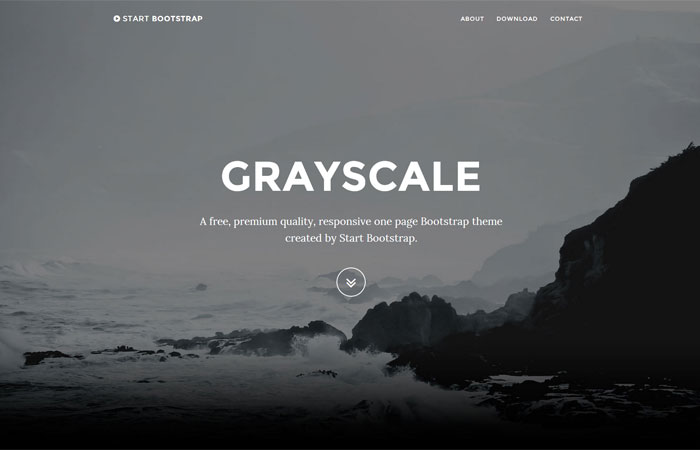 START BOOTSTRAP
ABOUT DOWNLOAD CONTACT
GRAYSCALE
A free, premium quality, responsive one page Bootstrap theme
created by Start Bootstrap.